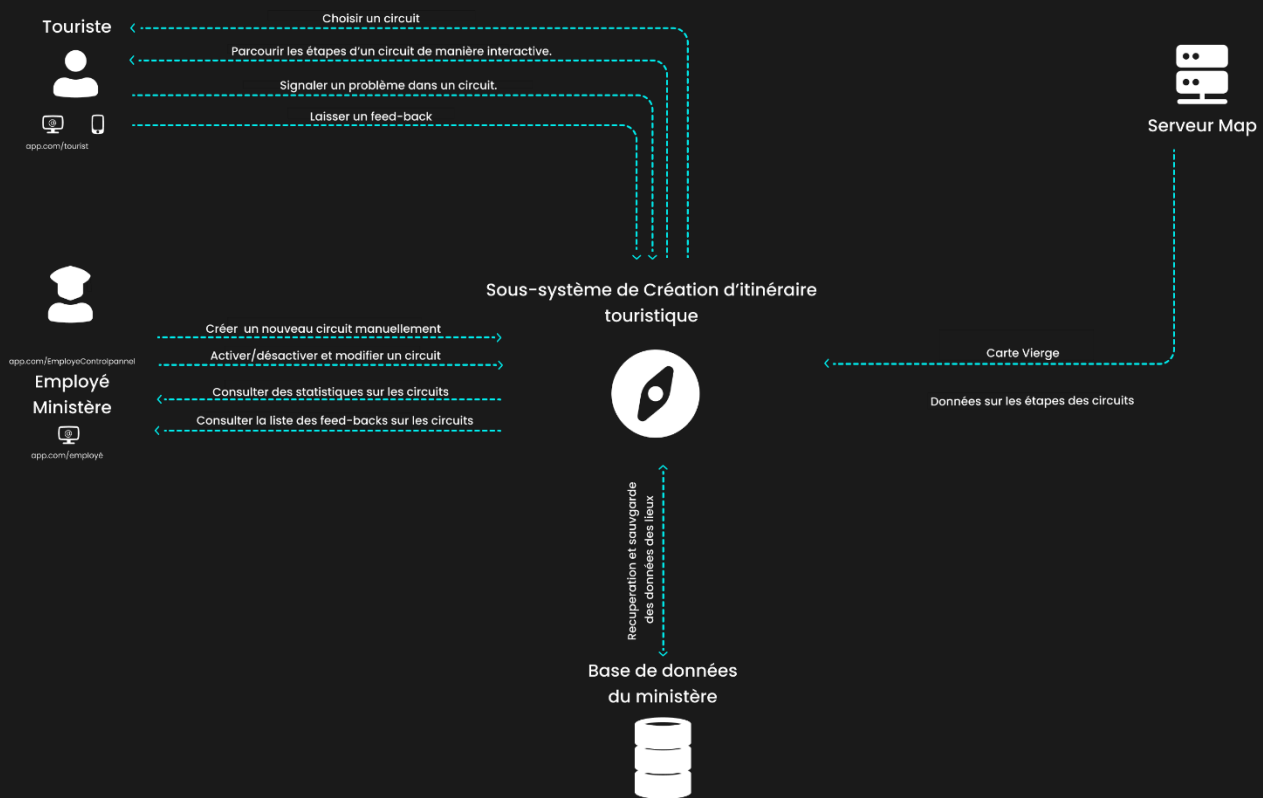 Touriste
Choisir un circuit
Parcourir les étapes d'un circuit de manière interactive.
Signaler un problème dans un circuit.
Laisser un feed-back
app.com/tourist
Serveur Map
Sous-système de Création d'itinéraire
touristique
Créer un nouveau circuit manuellement
Activer/désactiver et modifier un circuit
app.com/EmployeControlpannel
Employé
Ministère
Consulter des statistiques sur les circuits
Consulter la liste des feed-backs sur les circuits
app.com/employé
Carte Vierge
Données sur les étapes des circuits
Recuperation et sauvgarde
des données des lieux
Base de données
du ministère